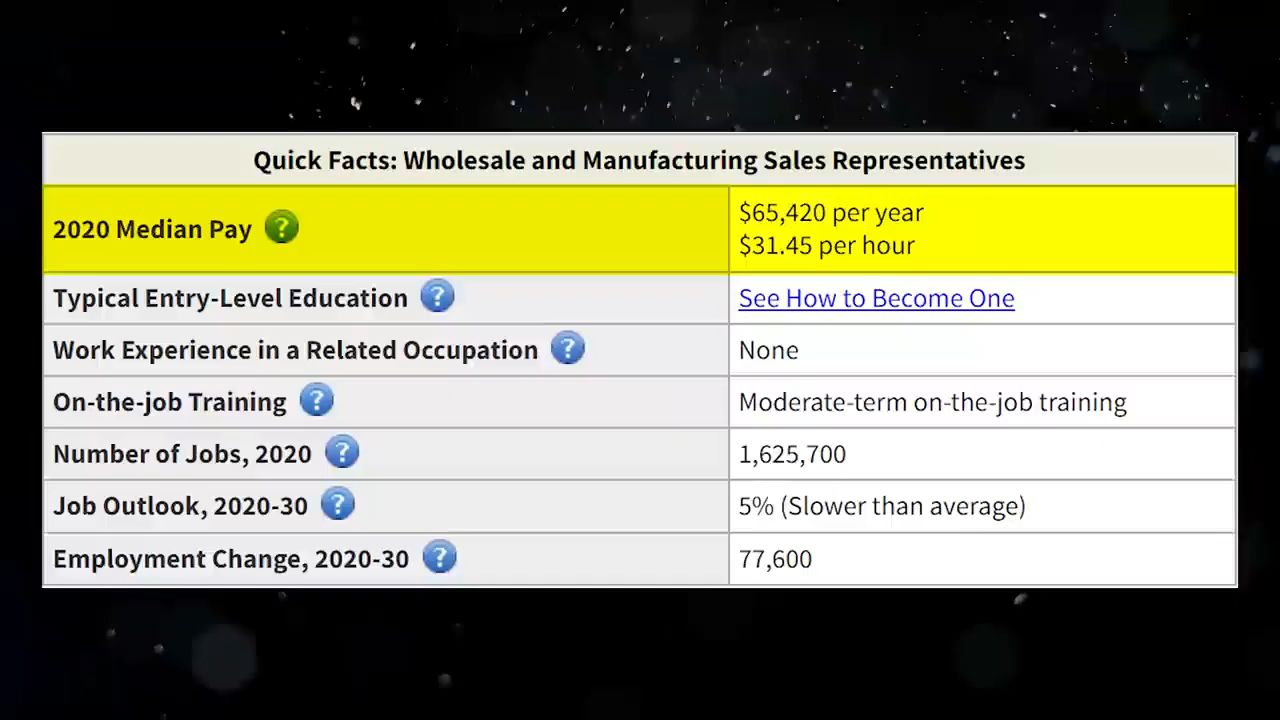 Quick Facts: Wholesale and Manufacturing Sales Representatives
2020 Median Pay ?
$65,420 per year
$31.45 per hour
Typical Entry-Level Education ?
See How to Become One
Work Experience in a Related Occupation ?
None
On-the-job Training ?
Moderate-term on-the-job training
Number of Jobs, 2020 ?
1,625,700
Job Outlook, 2020-30 ?
5% (Slower than average)
Employment Change, 2020-30 ?
77,600